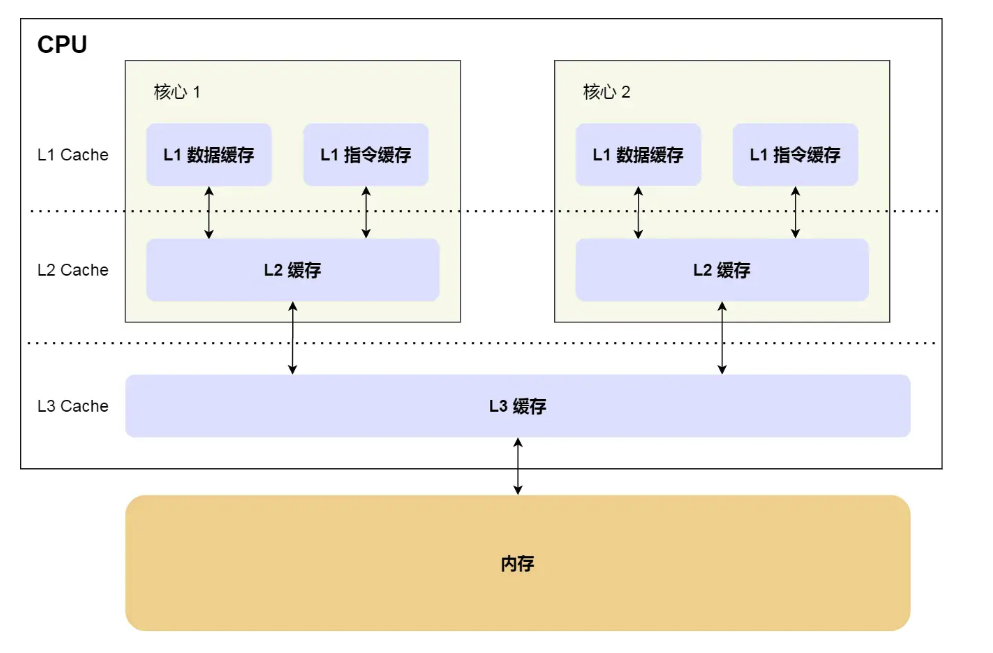 CPU
核心 1
核心 2
L1 Cache
L1 数据缓存
L1 指令缓存
L1 数据缓存
L1 指令缓存
L2 Cache
L2 缓存
L2 缓存
L3 Cache
L3 缓存
内存